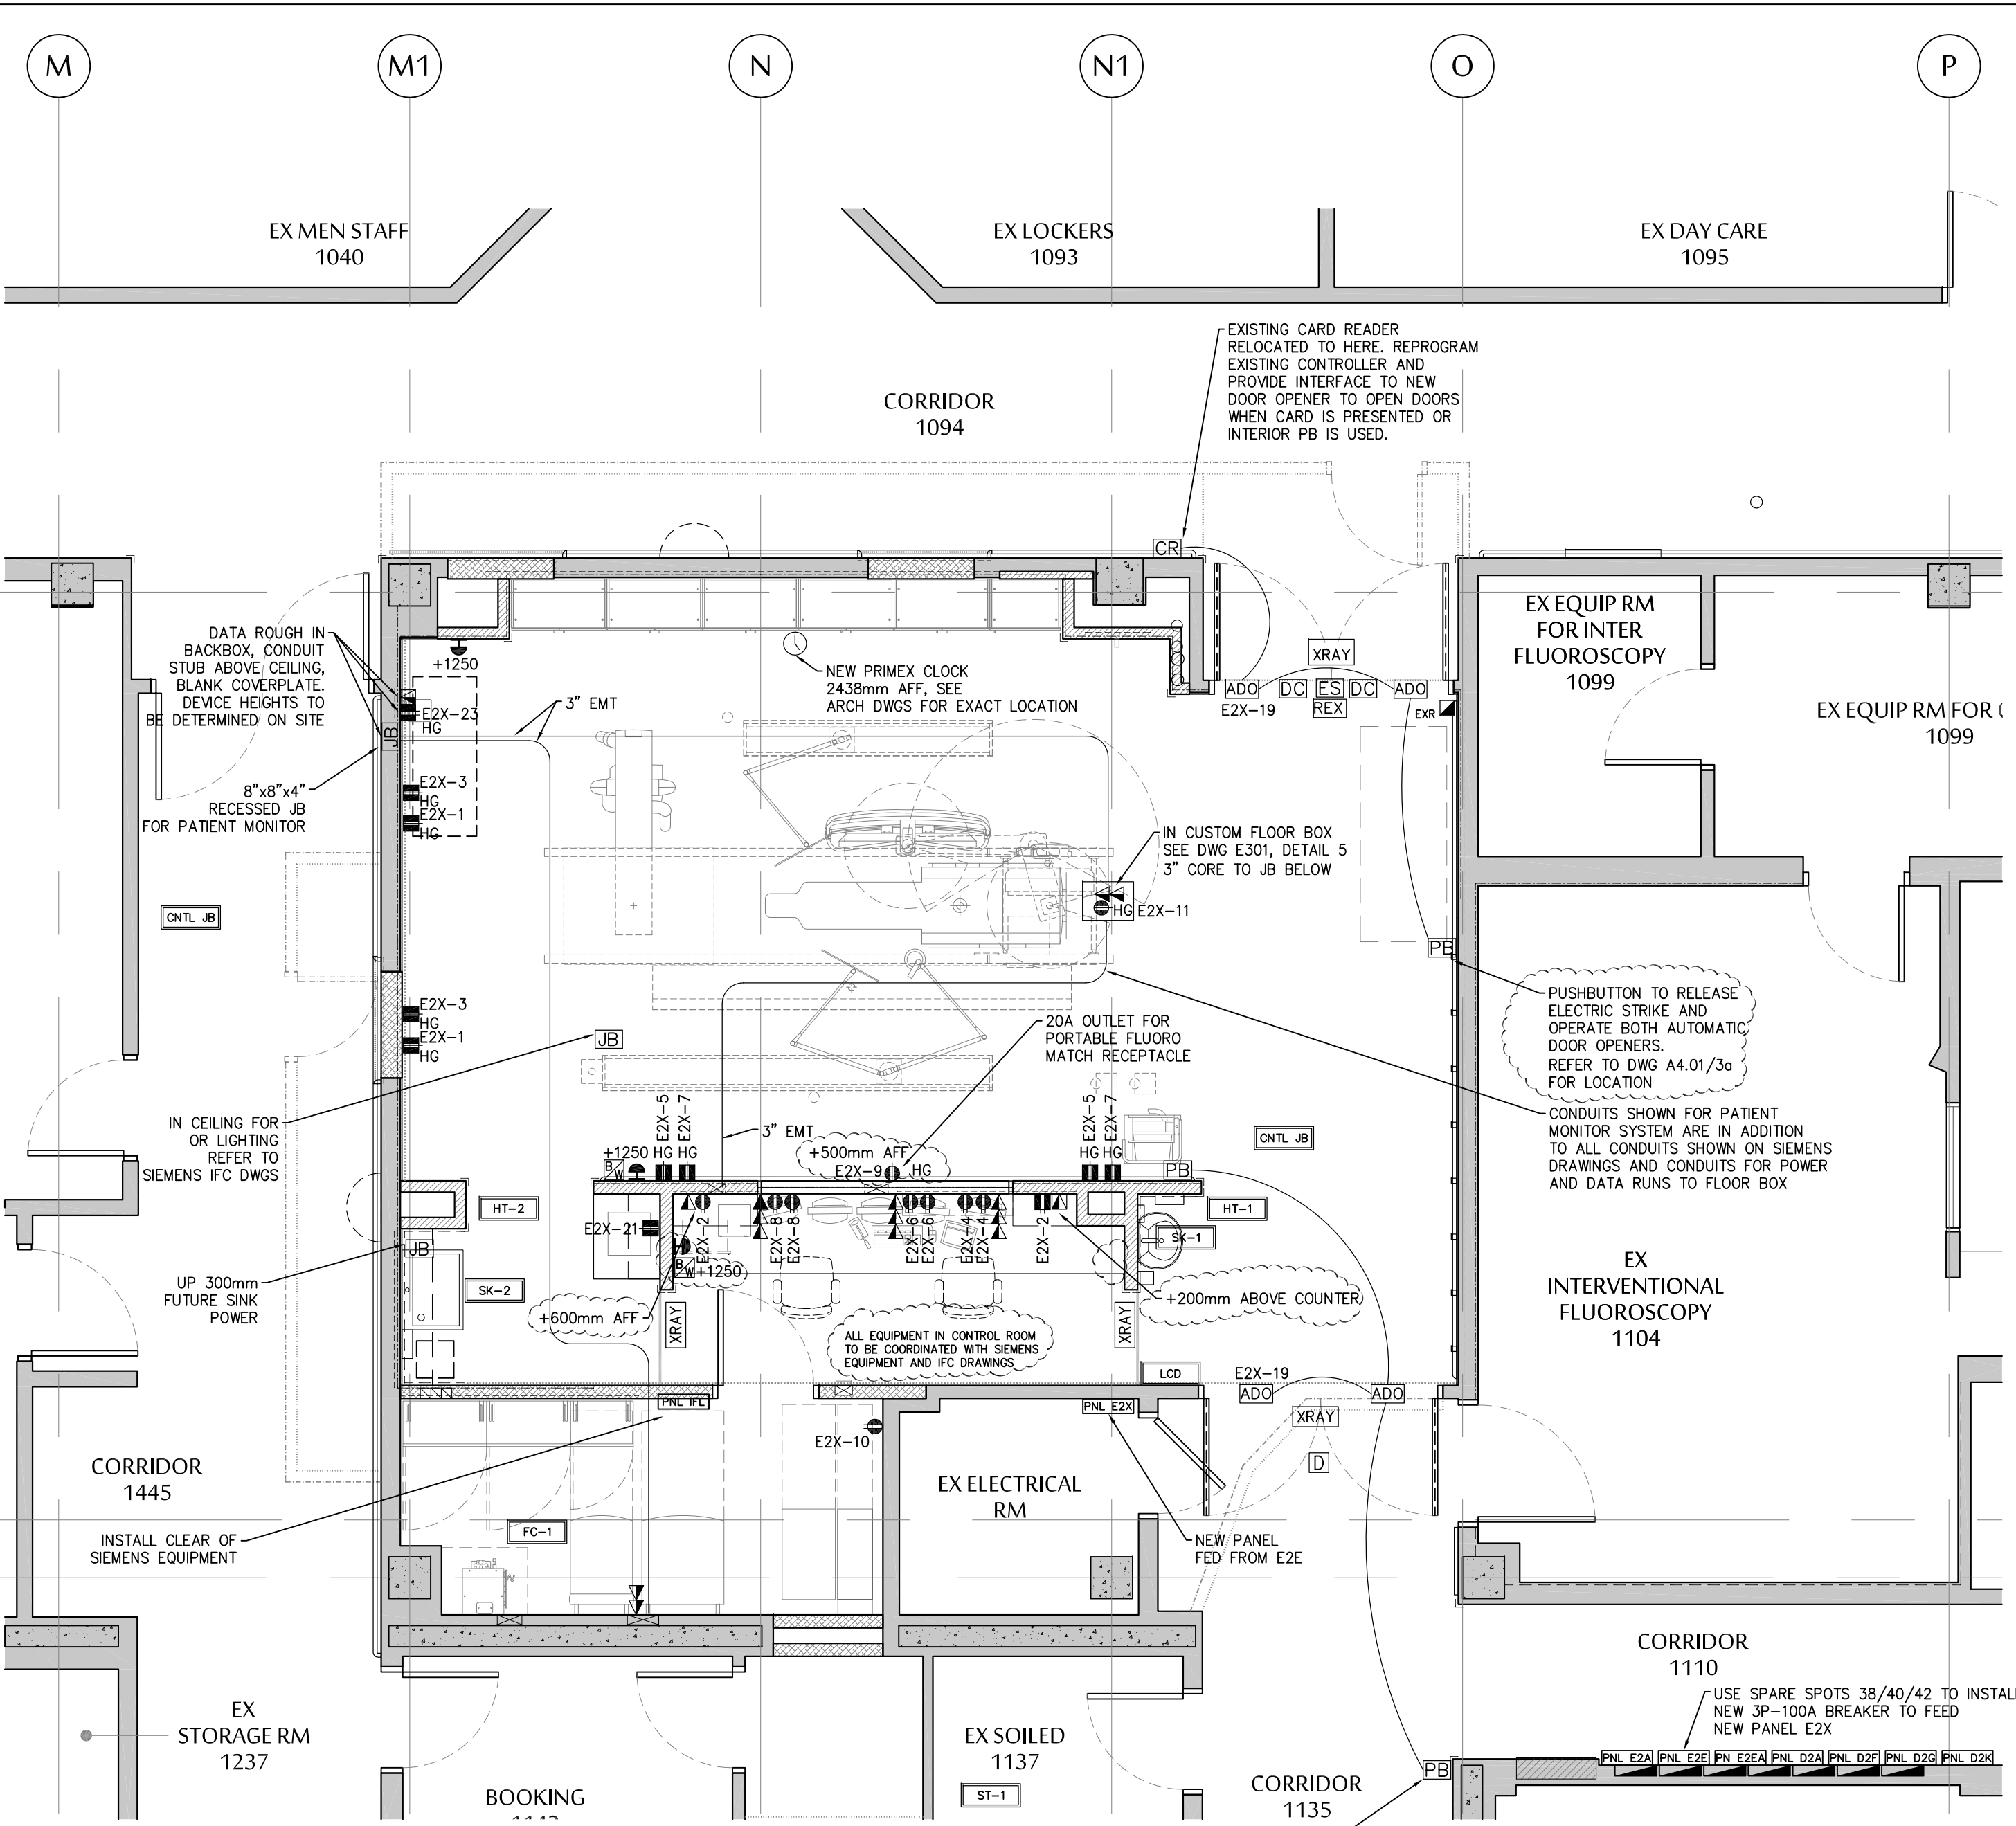 M
M1
N
N1
O
P
EX MEN STAFF
1040
EX LOCKERS
1093
EX DAY CARE
1095
EXISTING CARD READER
RELOCATED TO HERE. REPROGRAM
EXISTING CONTROLLER AND
PROVIDE INTERFACE TO NEW
DOOR OPENER TO OPEN DOORS
WHEN CARD IS PRESENTED OR
INTERIOR PB IS USED.
CORRIDOR
1094
CR
DATA ROUGH IN
BACKBOX, CONDUIT
STUB ABOVE CEILING,
BLANK COVERPLATE.
DEVICE HEIGHTS TO
BE DETERMINED ON SITE
+1250
E2X-23
HG
JB
3" EMT
NEW PRIMEX CLOCK
2438mm AFF, SEE
ARCH DWGS FOR EXACT LOCATION
XRAY
ADO
DC
ES
DC
ADO
E2X-19
REX
EXR
EX EQUIP RM
FOR INTER
FLUOROSCOPY
1099
EX EQUIP RM FOR
1099
8"x8"x4"
RECESSED JB
FOR PATIENT MONITOR
E2X-3
HG
E2X-1
HG
IN CUSTOM FLOOR BOX
SEE DWG E301, DETAIL 5
3" CORE TO JB BELOW
HG E2X-11
CNTL JB
PB
PUSHBUTTON TO RELEASE
ELECTRIC STRIKE AND
OPERATE BOTH AUTOMATIC
DOOR OPENERS.
REFER TO DWG A4.01/3a
FOR LOCATION
E2X-3
HG
E2X-1
HG
JB
20A OUTLET FOR
PORTABLE FLUORO
MATCH RECEPTACLE
IN CEILING FOR
OR LIGHTING
REFER TO
SIEMENS IFC DWGS
CONDUITS SHOWN FOR PATIENT
MONITOR SYSTEM ARE IN ADDITION
TO ALL CONDUITS SHOWN ON SIEMENS
DRAWINGS AND CONDUITS FOR POWER
AND DATA RUNS TO FLOOR BOX
3" EMT
+1250
B
W
HG E2X-5
HG E2X-7
+500mm AFF
E2X-9
HG
HG E2X-5
HG E2X-7
CNTL JB
PB
HT-2
E2X-21
E2X-2
E2X-8
E2X-8
E2X-6
E2X-6
E2X-4
E2X-4
E2X-2
HT-1
SK-1
JB
UP 300mm
FUTURE SINK
POWER
SK-2
B
W
+1250
+600mm AFF
XRAY
XRAY
+200mm ABOVE COUNTER
ALL EQUIPMENT IN CONTROL ROOM
TO BE COORDINATED WITH SIEMENS
EQUIPMENT AND IFC DRAWINGS
EX
INTERVENTIONAL
FLUOROSCOPY
1104
LCD
E2X-19
ADO
ADO
XRAY
D
PNL IFL
PNL E2X
E2X-10
CORRIDOR
1445
EX ELECTRICAL
RM
INSTALL CLEAR OF
SIEMENS EQUIPMENT
FC-1
NEW PANEL
FED FROM E2E
CORRIDOR
1110
USE SPARE SPOTS 38/40/42 TO INSTALL
NEW 3P-100A BREAKER TO FEED
NEW PANEL E2X
EX
STORAGE RM
1237
EX SOILED
1137
PNL E2A
PNL E2E
PN E2EA
PNL D2A
PNL D2F
PNL D2G
PNL D2K
PB
BOOKING
ST-1
CORRIDOR
1135